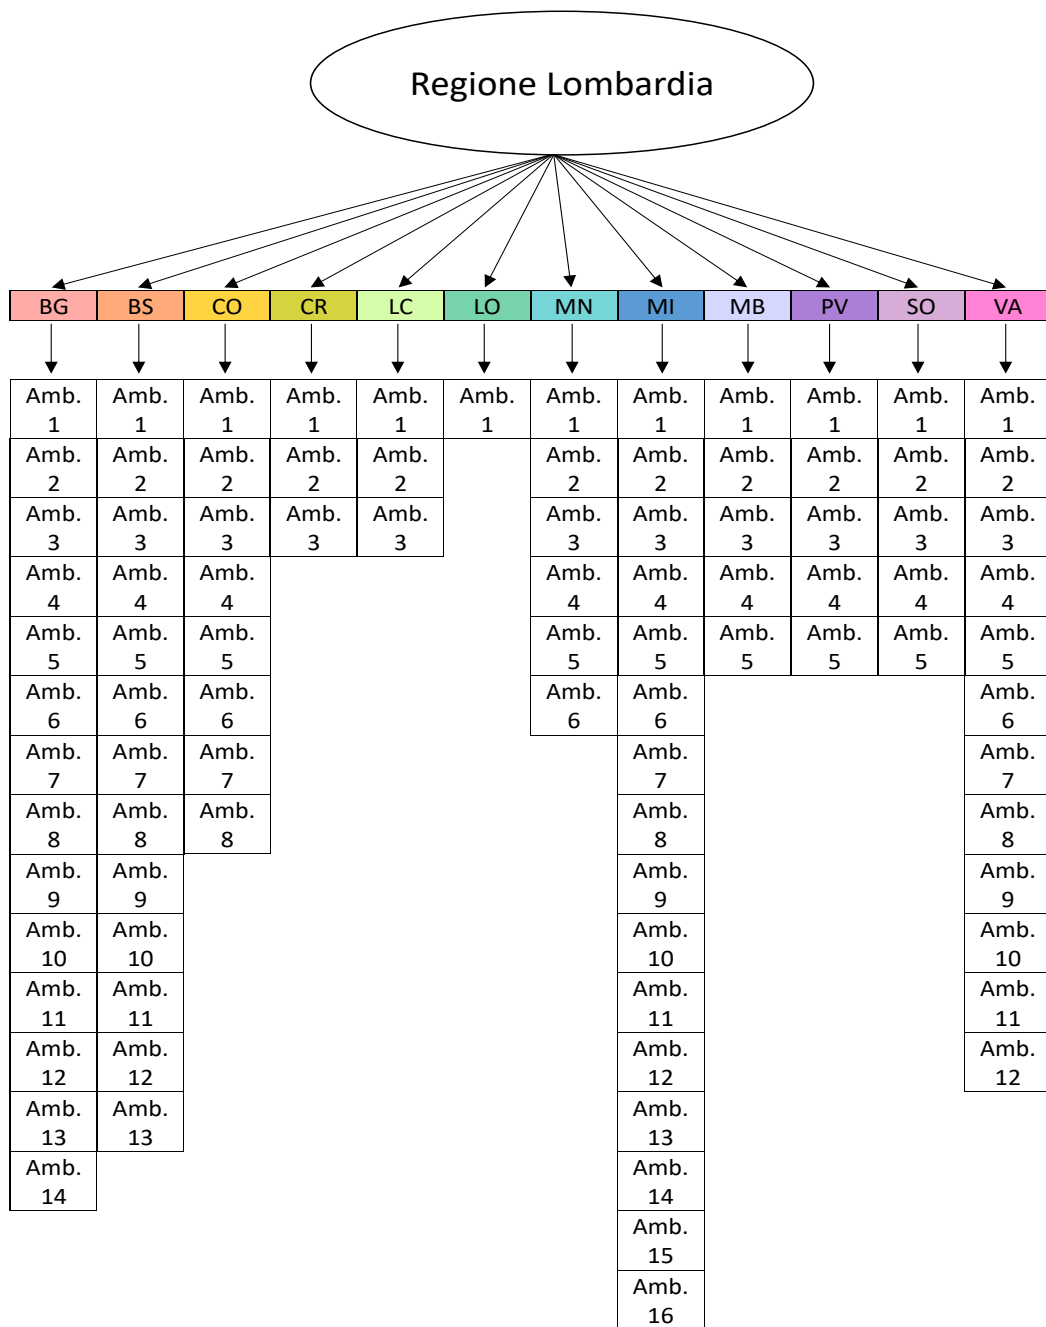 Regione Lombardia
BG BS CO CR LC LO MN MI MB PV SO VA
Amb. Amb. Amb. Amb. Amb. Amb. Amb. Amb. Amb. Amb. Amb. Amb.
1 1 1 1 1 1 1 1 1 1 1 1
Amb. Amb. Amb. Amb. Amb. Amb. Amb. Amb. Amb. Amb. Amb.
2 2 2 2 2 2 2 2 2 2 2
Amb. Amb. Amb. Amb. Amb. Amb. Amb. Amb. Amb. Amb. Amb.
3 3 3 3 3 3 3 3 3 3 3
Amb. Amb. Amb. Amb. Amb. Amb. Amb. Amb. Amb.
4 4 4 4 4 4 4 4 4
Amb. Amb. Amb. Amb. Amb. Amb. Amb. Amb. Amb.
5 5 5 5 5 5 5 5 5
Amb. Amb. Amb. Amb. Amb. Amb.
6 6 6 6 6 6
Amb. Amb. Amb. Amb. Amb.
7 7 7 7 7
Amb. Amb. Amb. Amb. Amb.
8 8 8 8 8
Amb. Amb. Amb. Amb.
9 9 9 9
Amb. Amb. Amb. Amb.
10 10 10 10
Amb. Amb. Amb. Amb.
11 11 11 11
Amb. Amb. Amb. Amb.
12 12 12 12
Amb. Amb. Amb.
13 13 13
Amb. Amb.
14 14
Amb.
15
Amb.
16